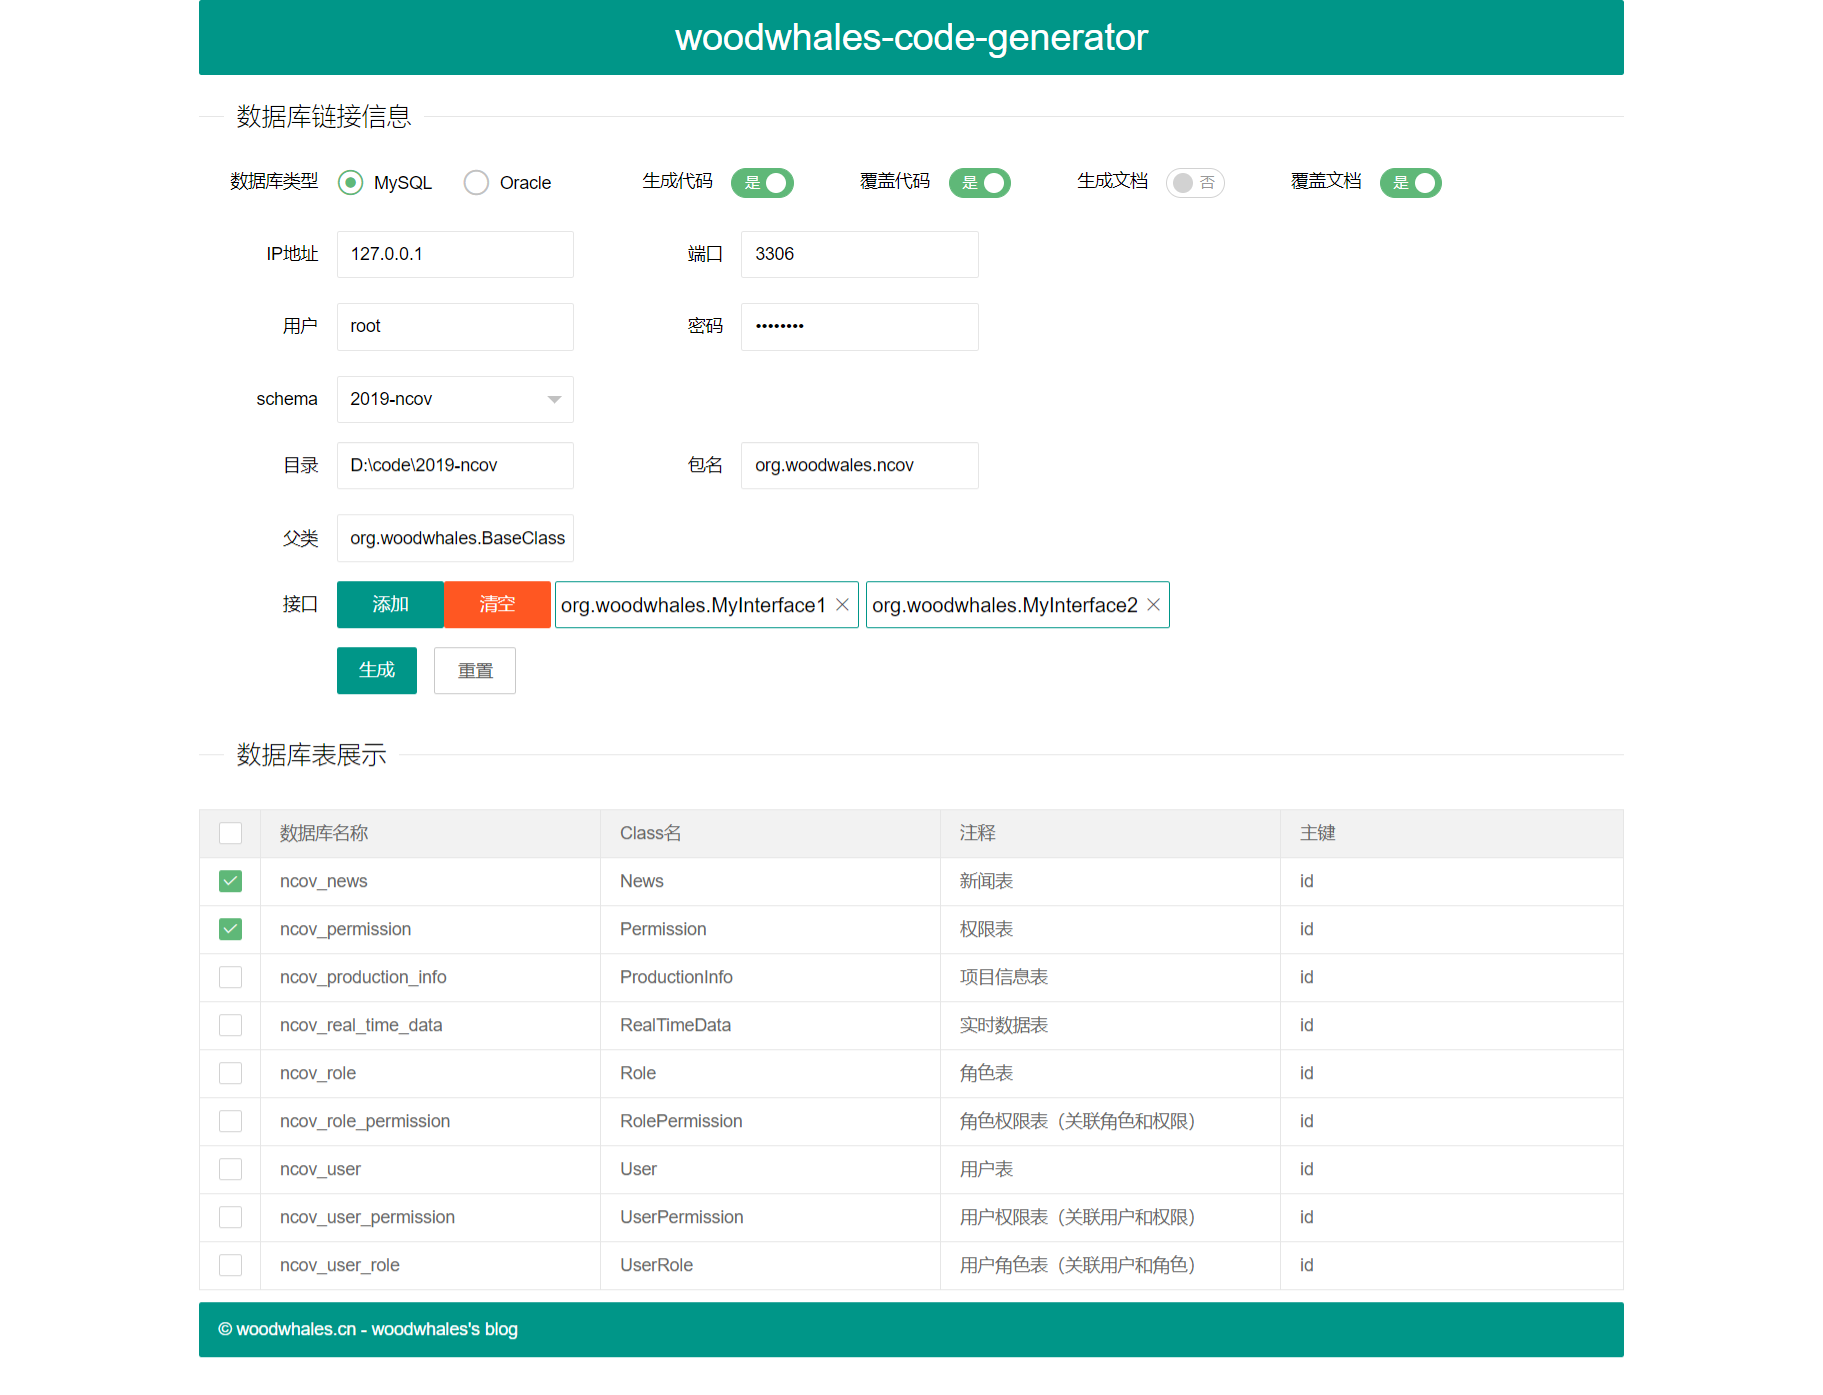 woodwhales-code-generator
数据库链接信息
数据库类型 MySQL Oracle 生成代码 是 覆盖代码 是 生成文档 否 覆盖文档 是
IP地址 127.0.0.1 端口 3306
用户 root 密码 ••••••••
schema 2019-ncov
目录 D:\code\2019-ncov 包名 org.woodwales.ncov
父类 org.woodwhales.BaseClass
接口 添加 清空 org.woodwhales.MyInterface1 org.woodwhales.MyInterface2
生成 重置
数据库表展示
数据库名称 Class名 注释 主键
ncov_news News 新闻表 id
ncov_permission Permission 权限表 id
ncov_production_info ProductionInfo 项目信息表 id
ncov_real_time_data RealTimeData 实时数据表 id
ncov_role Role 角色表 id
ncov_role_permission RolePermission 角色权限表（关联角色和权限） id
ncov_user User 用户表 id
ncov_user_permission UserPermission 用户权限表（关联用户和权限） id
ncov_user_role UserRole 用户角色表（关联用户和角色） id
© woodwhales.cn - woodwhales's blog